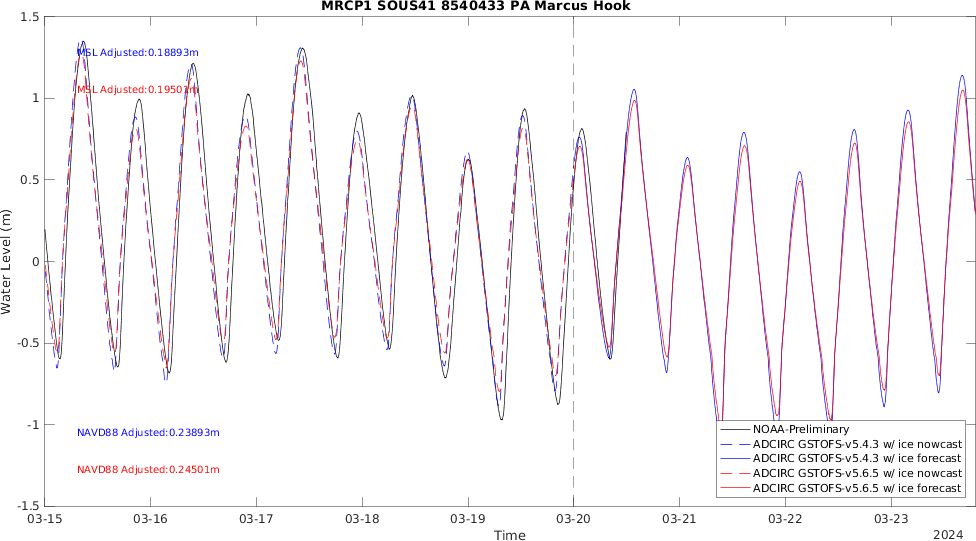 MRCP1 SOUS41 8540433 PA Marcus Hook
1.5
1
0.5
0
-0.5
-1
-1.5
Water Level (m)
MSL Adjusted:0.18893m
MSL Adjusted:0.19501m
NAVD88 Adjusted:0.23893m
NAVD88 Adjusted:0.24501m
NOAA-Preliminary
ADCIRC GSTOFS-v5.4.3 w/ ice nowcast
ADCIRC GSTOFS-v5.4.3 w/ ice forecast
ADCIRC GSTOFS-v5.6.5 w/ ice nowcast
ADCIRC GSTOFS-v5.6.5 w/ ice forecast
03-15 03-16 03-17 03-18 03-19 03-20 03-21 03-22 03-23
Time
2024